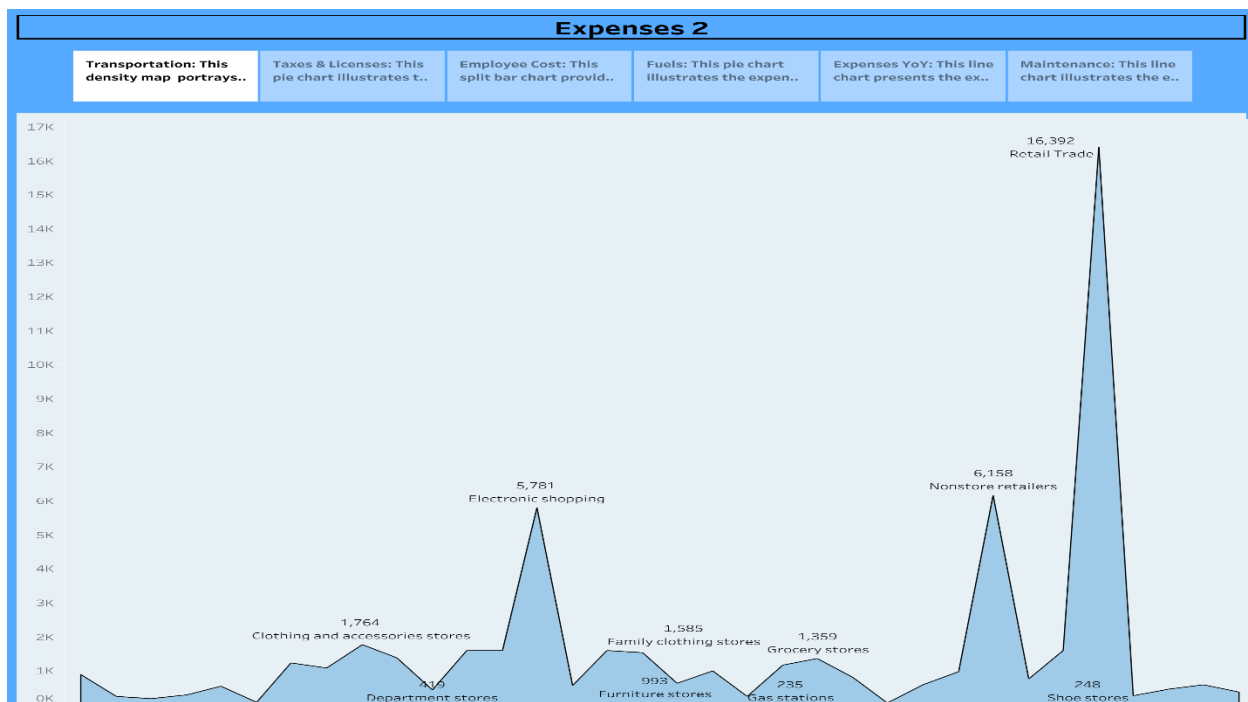 Expenses 2
Transportation: This
density map portrays..
Taxes & Licenses: This
pie chart illustrates t..
Employee Cost: This
split bar chart provid..
Fuels: This pie chart
illustrates the expen..
Expenses YoY: This line
chart presents the ex..
Maintenance: This line
chart illustrates the e..
17K
16K
15K
14K
13K
12K
11K
10K
9K
8K
7K
6K
5K
4K
3K
2K
1K
0K
16,392
Retail Trade
6,158
Nonstore retailers
5,781
Electronic shopping
1,764
Clothing and accessories stores
1,585
Family clothing stores
1,359
Grocery stores
419
Department stores
993
Furniture stores
235
Gas stations
248
Shoe stores